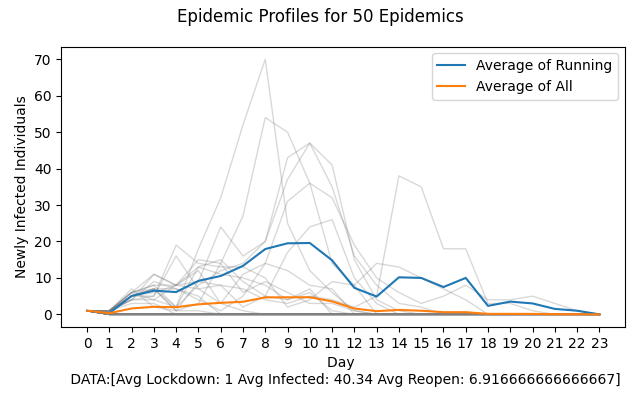 Epidemic Profiles for 50 Epidemics
Newly Infected Individuals
70
60
50
40
30
20
10
0
Average of Running
Average of All
0 1 2 3 4 5 6 7 8 9 10 11 12 13 14 15 16 17 18 19 20 21 22 23
Day
DATA:[Avg Lockdown: 1 Avg Infected: 40.34 Avg Reopen: 6.916666666666667]